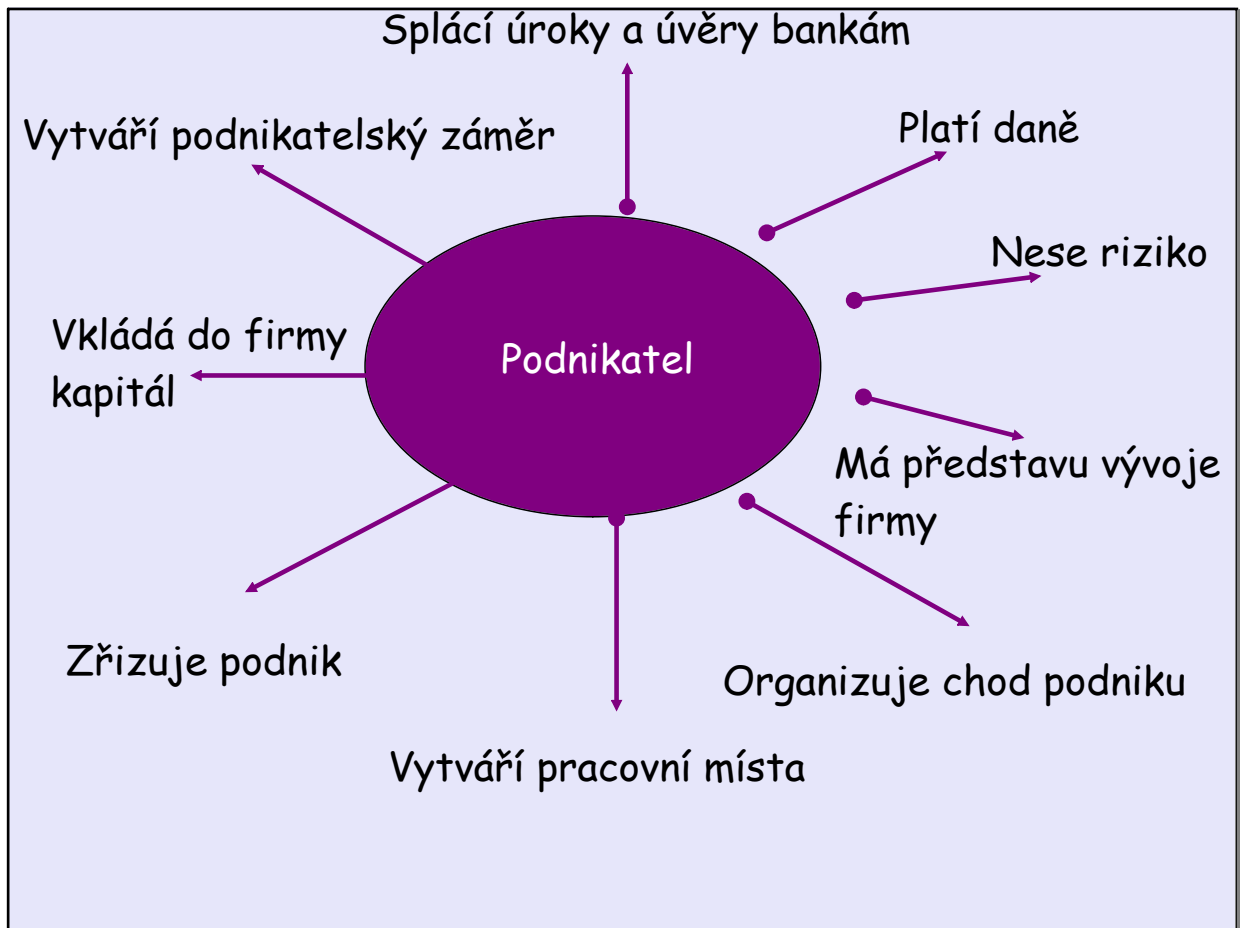 Splácí úroky a úvěry bankám
Vytváří podnikatelský záměr
Platí daně
Nese riziko
Vkládá do firmy
kapitál
Podnikatel
Má představu vývoje
firmy
Zřizuje podnik
Organizuje chod podniku
Vytváří pracovní místa